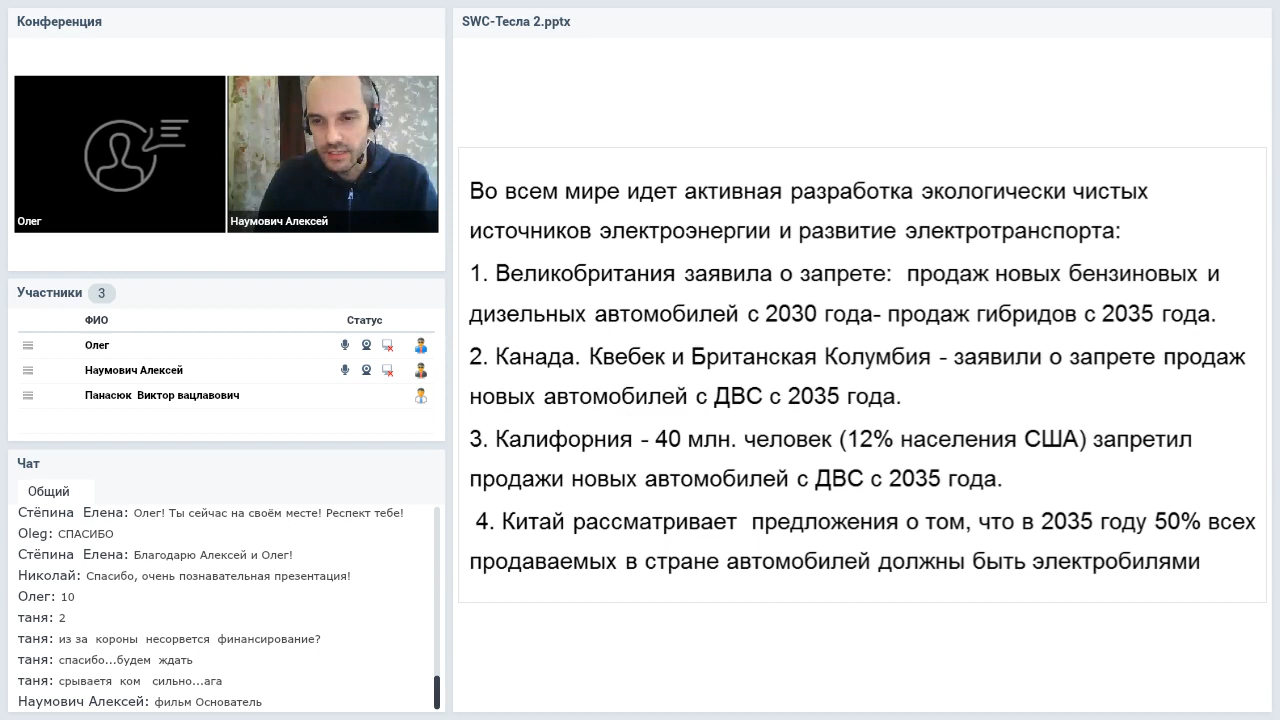 Конференция
Олег
Наумович Алексей
Участники 3
ФИО Статус
Олег
Наумович Алексей
Панасюк Виктор вацлавович
Чат
Общий
Стёпина Елена: Олег! Ты сейчас на своём месте! Респект тебе!
Oleg: СПАСИБО
Стёпина Елена: Благодарю Алексей и Олег!
Николай: Спасибо, очень познавательная презентация!
Олег: 10
таня: 2
таня: из за короны несорвется финансирование?
таня: спасибо...будем ждать
таня: срываетя ком сильно...ага
Наумович Алексей: фильм Основатель
SWC-Тесла 2.pptx
Во всем мире идет активная разработка экологически чистых
источников электроэнергии и развитие электротранспорта:
1. Великобритания заявила о запрете: продаж новых бензиновых и
дизельных автомобилей с 2030 года- продаж гибридов с 2035 года.
2. Канада. Квебек и Британская Колумбия - заявили о запрете продаж
новых автомобилей с ДВС с 2035 года.
3. Калифорния - 40 млн. человек (12% населения США) запретил
продажи новых автомобилей с ДВС с 2035 года.
4. Китай рассматривает предложения о том, что в 2035 году 50% всех
продаваемых в стране автомобилей должны быть электробилями